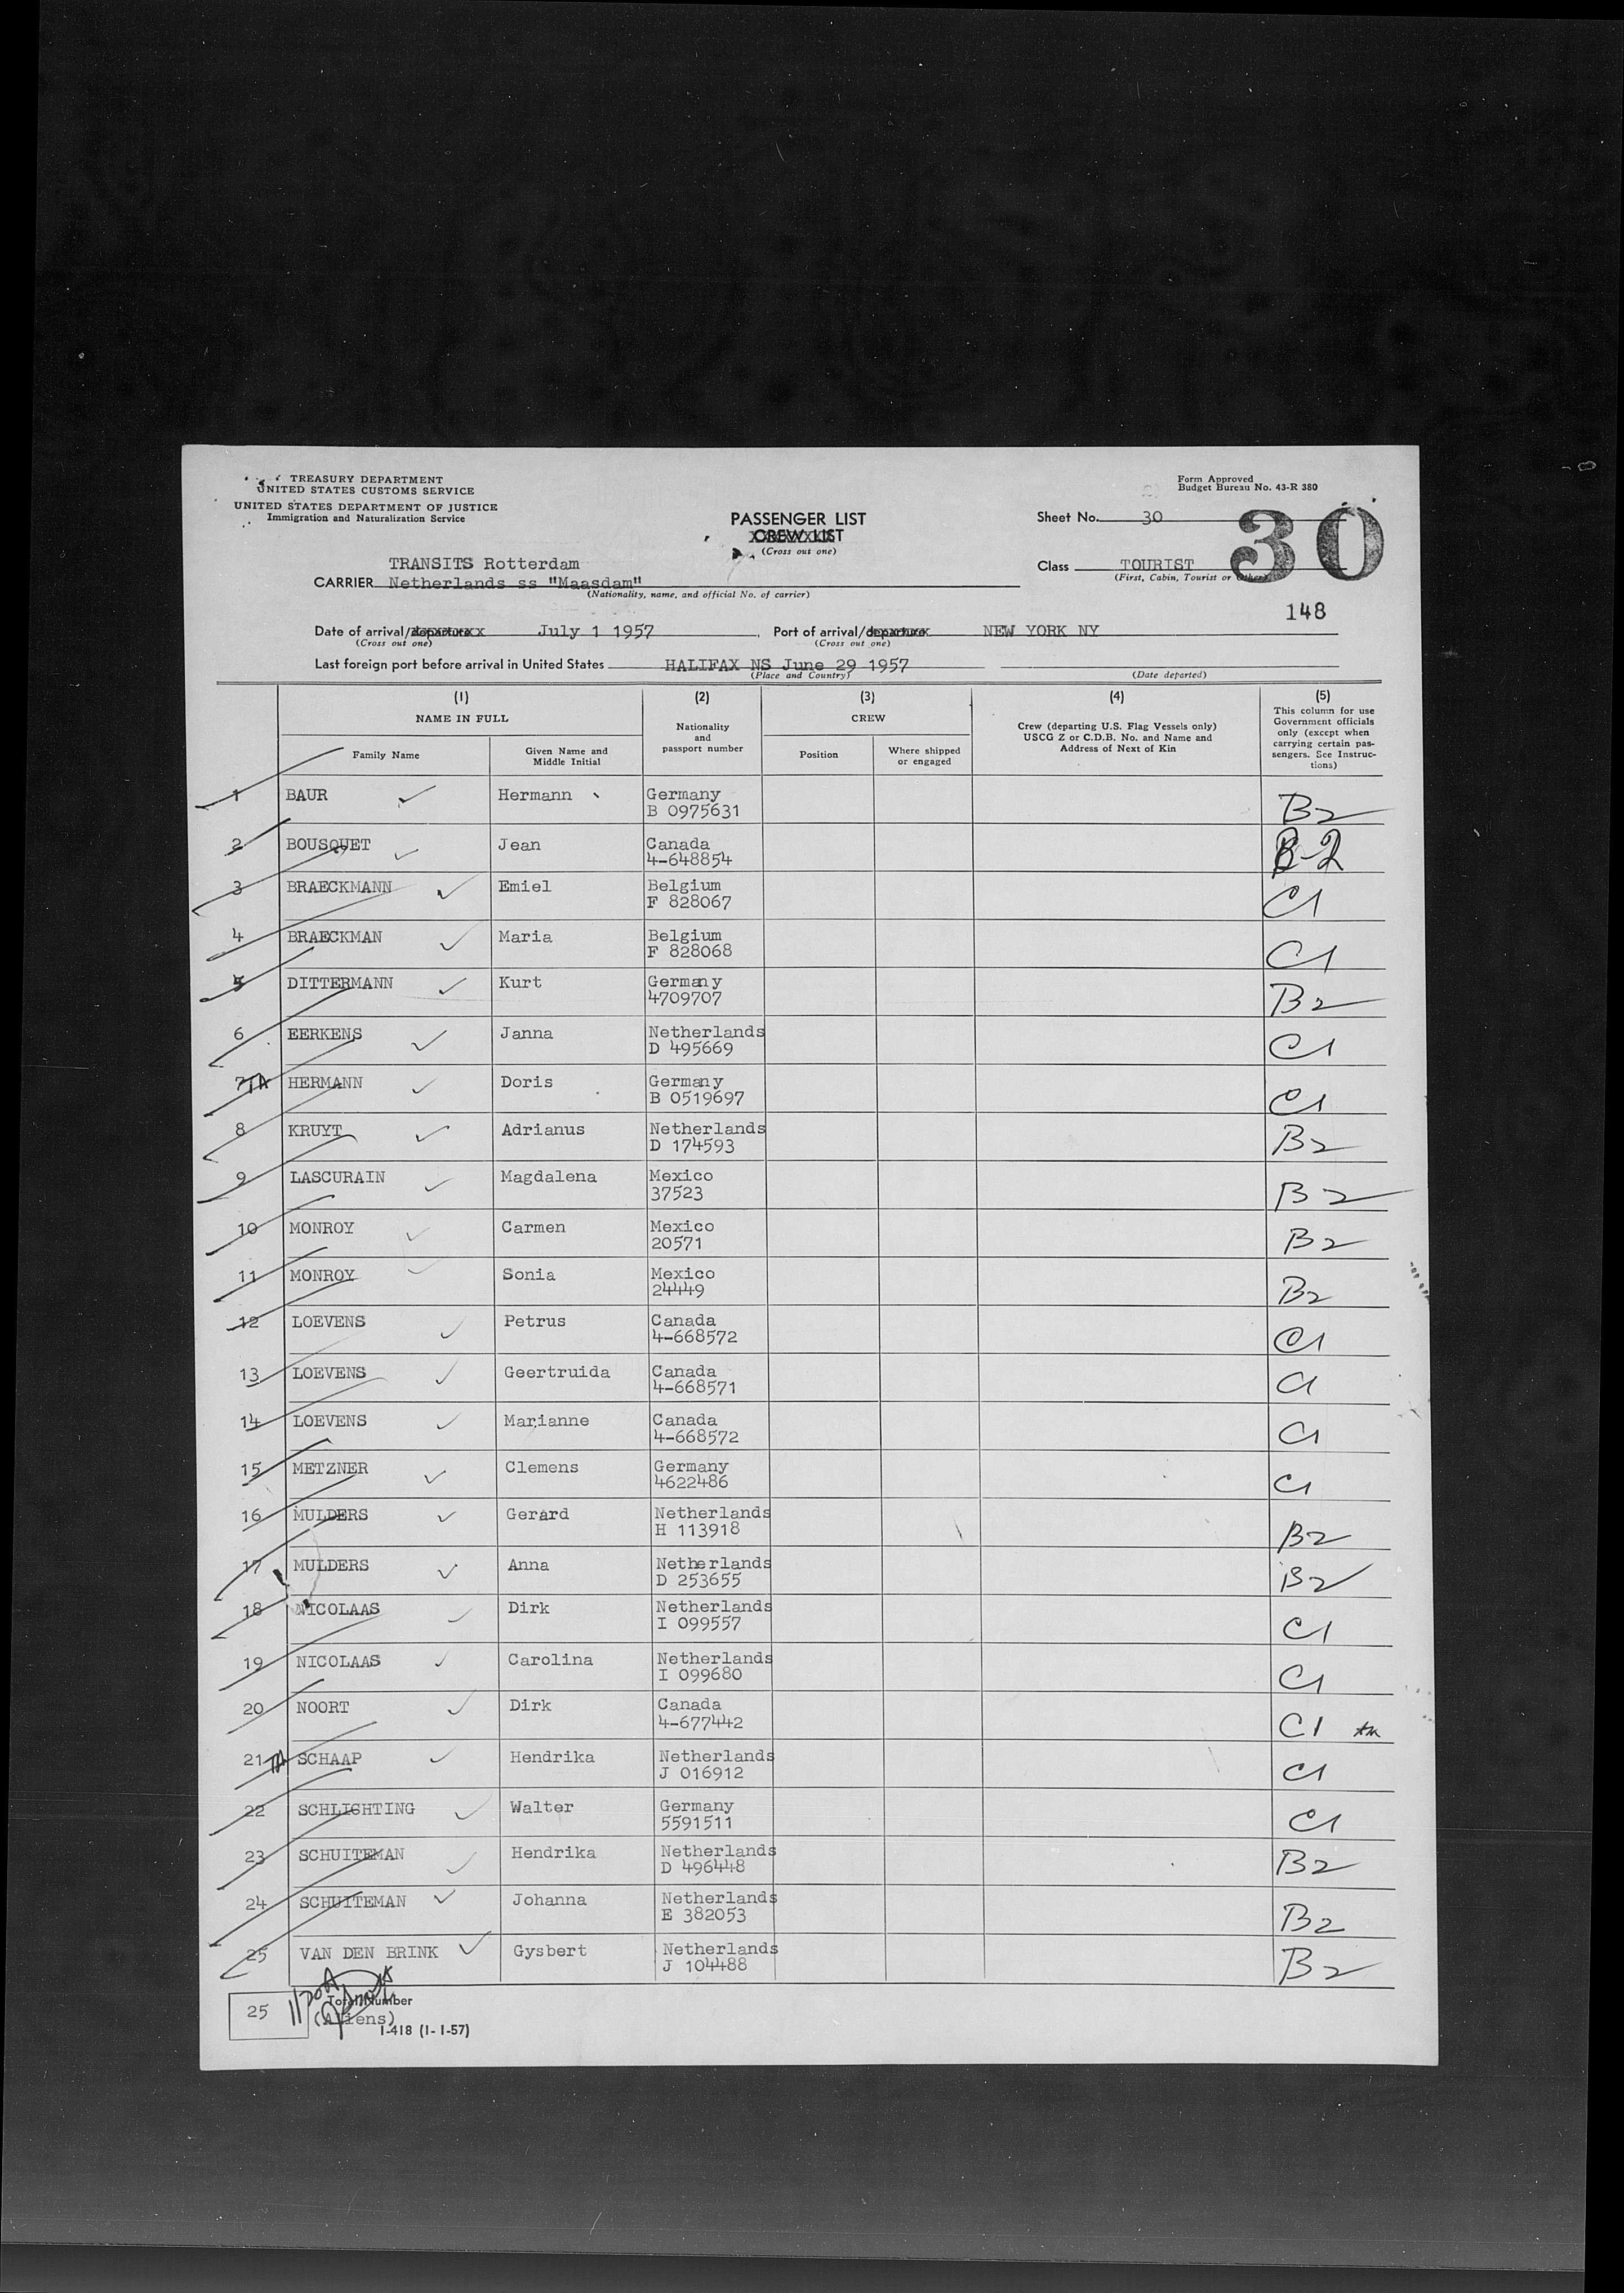 TREASURY DEPARTMENT
UNITED STATES CUSTOMS SERVICE
UNITED STATES DEPARTMENT OF JUSTICE
Immigration and Naturalization Service
Form Approved
Budget Bureau No. 43-R 380
PASSENGER LIST
CREW LIST
(Cross out one)
Sheet No. 30
30
TRANSITS Rotterdam
CARRIER Netherlands ss "Maasdam"
(Nationality, name, and official No. of carrier)
Class TOURIST
(First, Cabin, Tourist or Other)
148
Date of arrival/departure July 1 1957 Port of arrival/departure NEW YORK NY
(Cross out one) (Cross out one)
Last foreign port before arrival in United States HALIFAX NS June 29 1957
(Place and Country) (Date departed)
(1) (2) (3) (4) (5)
NAME IN FULL
Family Name
Given Name and Middle Initial
Nationality and passport number
CREW
Position
Where shipped or engaged
Crew (departing U.S. Flag Vessels only)
USCG Z or C.D.B. No. and Name and
Address of Next of Kin
This column for use
Government officials
only (except when
carrying certain pas-
sengers. See Instruc-
tions)
1 BAUR Hermann Germany B2
B 0975631
2 BOUSQUET Jean Canada B-2
4-648854
3 BRAECKMANN Emiel Belgium C1
F 828067
4 BRAECKMAN Maria Belgium C1
F 828068
5 DITTERMANN Kurt Germany B2
4709707
6 EERKENS Janna Netherlands C1
D 495669
7 TA HERMANN Doris Germany C1
B 0519697
8 KRUYT Adrianus Netherlands B2
D 174593
9 LASCURAIN Magdalena Mexico B2
37523
10 MONROY Carmen Mexico B2
20571
11 MONROY Sonia Mexico B2
24449
12 LOEVENS Petrus Canada C1
4-668572
13 LOEVENS Geertruida Canada C1
4-668571
14 LOEVENS Marianne Canada C1
4-668572
15 METZNER Clemens Germany C1
4622486
16 MULDERS Gerard Netherlands B2
H 113918
17 MULDERS Anna Netherlands B2
D 253655
18 NICOLAAS Dirk Netherlands C1
I 099557
19 NICOLAAS Carolina Netherlands C1
I 099680
20 NOORT Dirk Canada C1
4-677442
21 TA SCHAAP Hendrika Netherlands C1
J 016912
22 SCHLIGHTING Walter Germany C1
5591511
23 SCHUITEMAN Hendrika Netherlands B2
D 496448
24 SCHUITEMAN Johanna Netherlands B2
E 382053
25 VAN DEN BRINK Gysbert Netherlands B2
J 104488
25 Total Number
(Aliens)
I-418 (1-1-57)